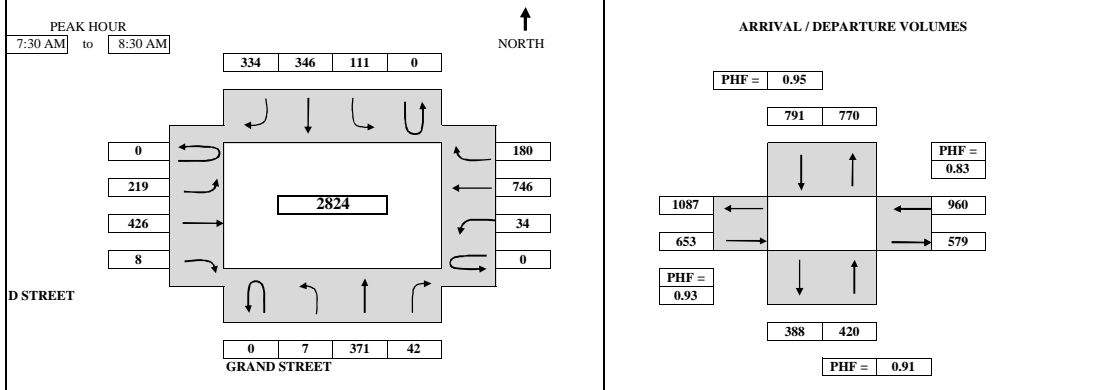 PEAK HOUR
7:30 AM to 8:30 AM
NORTH
334 346 111 0
0 180
219 746
2824
426 34
8 0
D STREET
0 7 371 42
GRAND STREET
ARRIVAL / DEPARTURE VOLUMES
PHF = 0.95
791 770
PHF =
0.83
1087 960
653 579
PHF =
0.93
388 420
PHF = 0.91